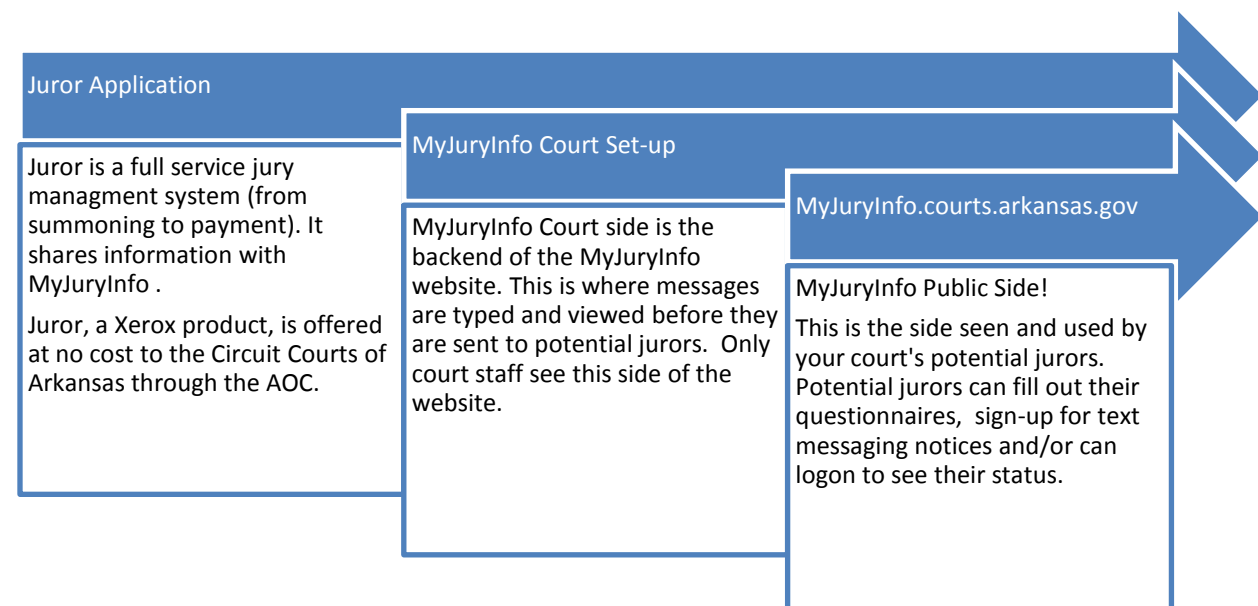 Juror Application
Juror is a full service jury
managment system (from
summoning to payment). It
shares information with
MyJuryInfo .
Juror, a Xerox product, is offered
at no cost to the Circuit Courts of
Arkansas through the AOC.
MyJuryInfo Court Set-up
MyJuryInfo Court side is the
backend of the MyJuryInfo
website. This is where messages
are typed and viewed before they
are sent to potential jurors.  Only
court staff see this side of the
website.
MyJuryInfo.courts.arkansas.gov
MyJuryInfo Public Side!
This is the side seen and used by
your court's potential jurors.
Potential jurors can fill out their
questionnaires,  sign-up for text
messaging notices and/or can
logon to see their status.